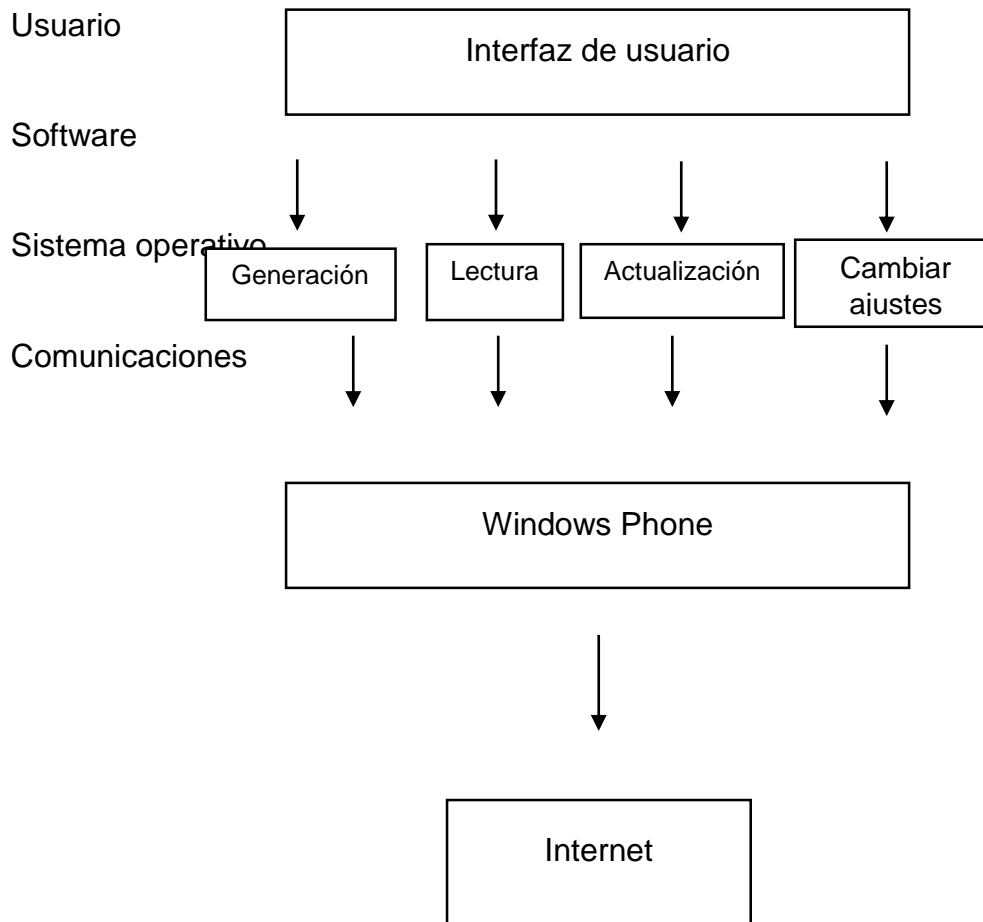 Usuario
Interfaz de usuario
Software
Sistema operativo
Generación
Lectura
Actualización
Cambiar
ajustes
Comunicaciones
Windows Phone
Internet